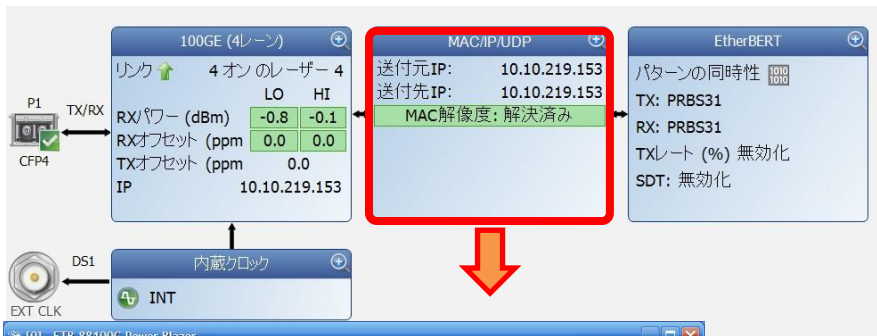 100GE (4レーン)
リンク 4 オン のレーザー 4
LO HI
RXパワー (dBm) -0.8 -0.1
RXオフセット (ppm 0.0 0.0
TXオフセット (ppm 0.0
IP 10.10.219.153
MAC/IP/UDP
送付元IP: 10.10.219.153
送付先IP: 10.10.219.153
MAC解像度: 解決済み
EtherBERT
パターンの同時性
TX: PRBS31
RX: PRBS31
TXレート (%) 無効化
SDT: 無効化
P1
TX/RX
CFP4
DS1
EXT CLK
内蔵クロック
INT